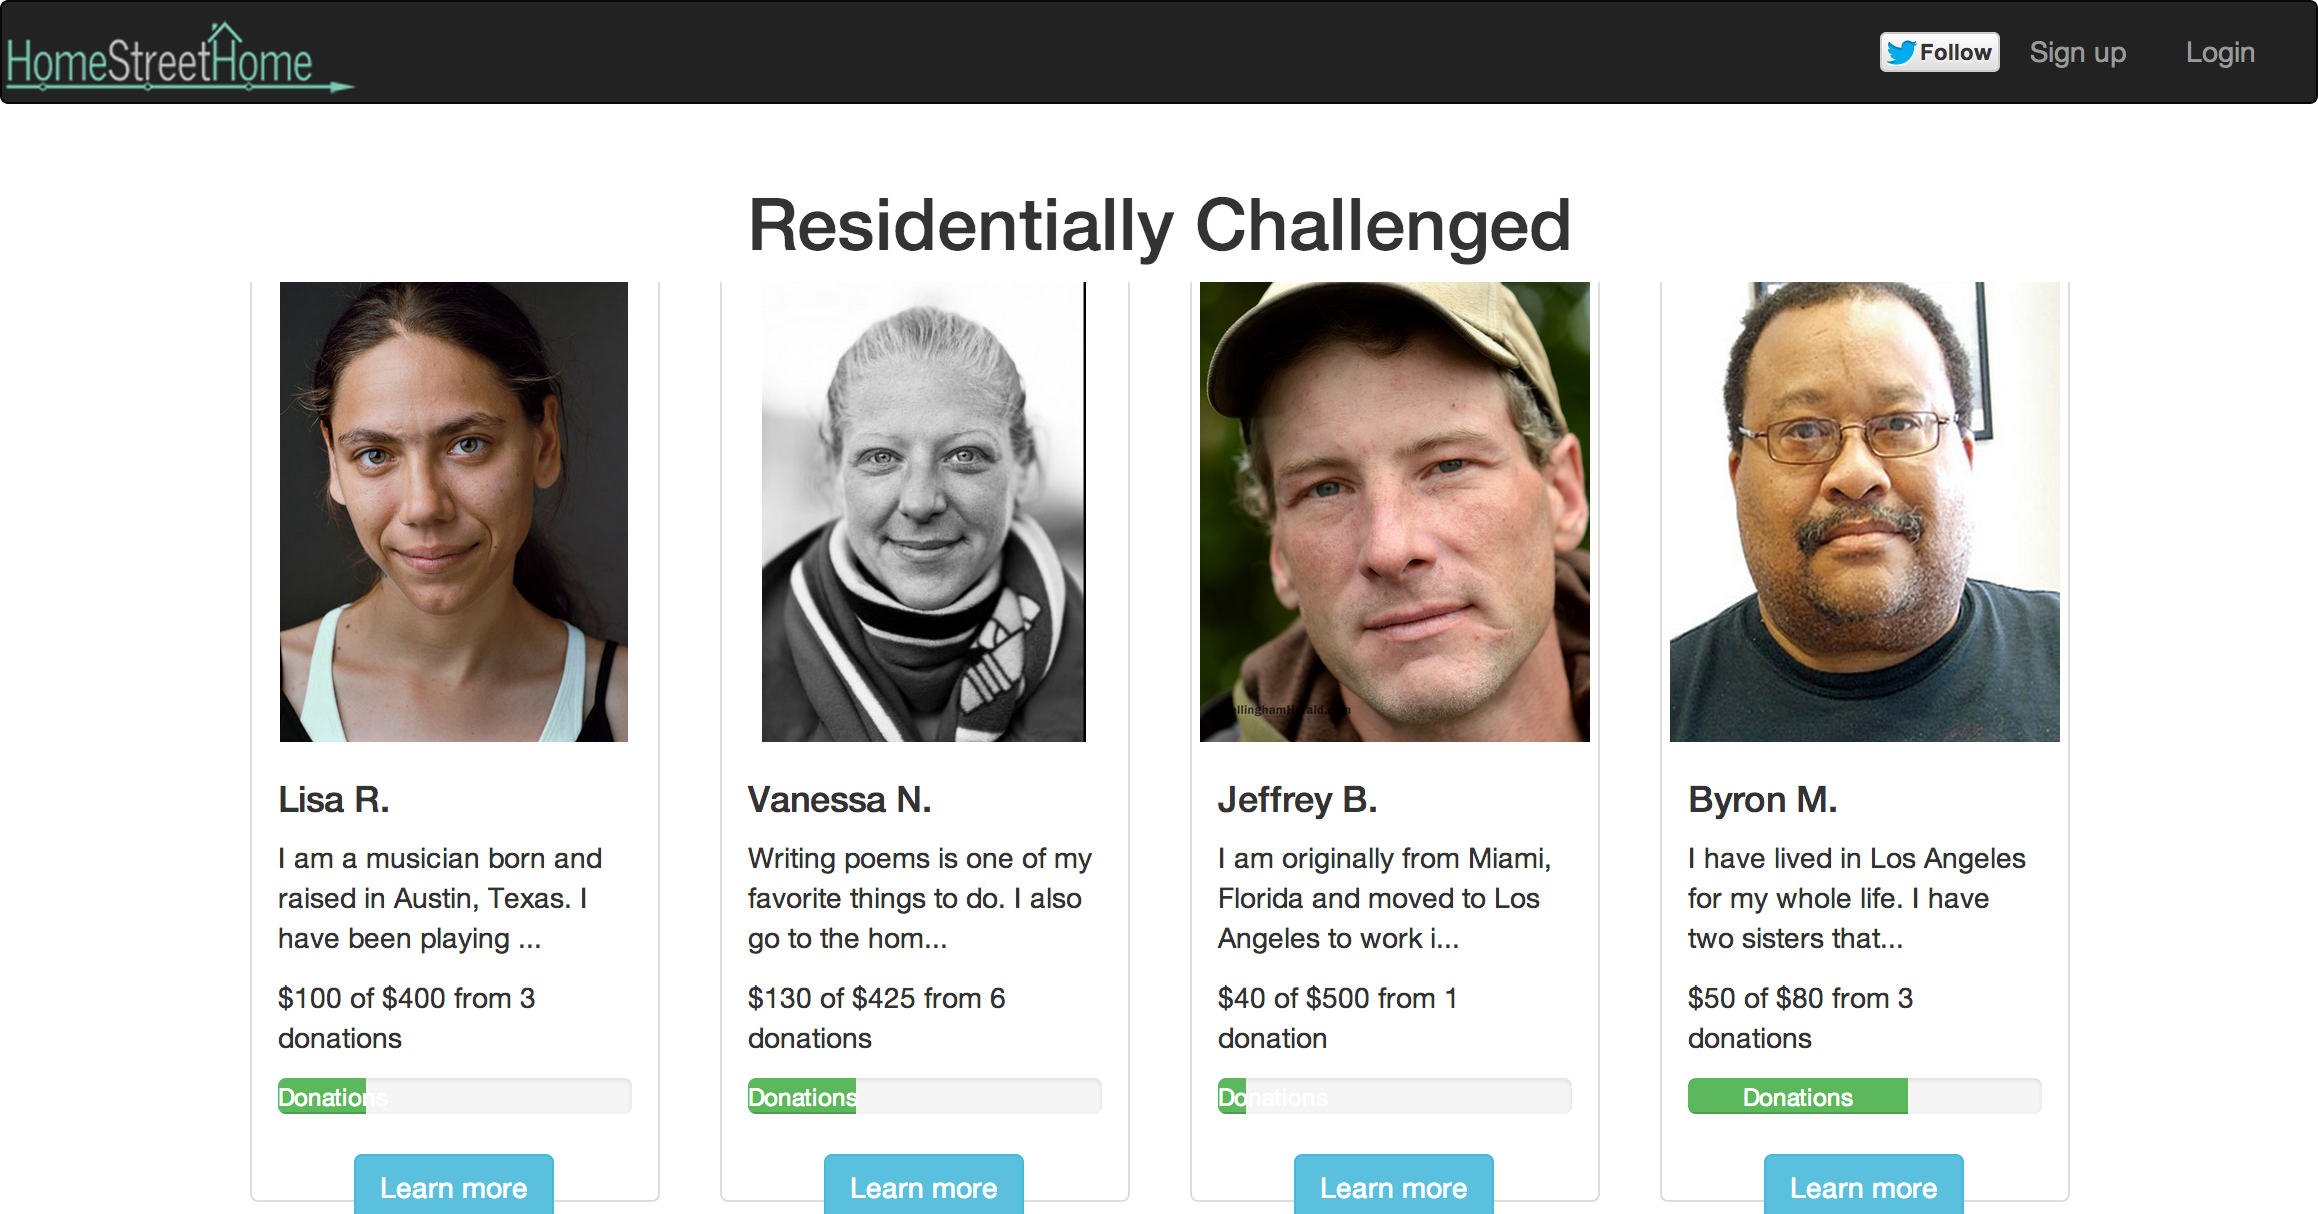 HomeStreetHome
Follow
Sign up
Login
Residentially Challenged
Lisa R.
I am a musician born and
raised in Austin, Texas. I
have been playing ...
$100 of $400 from 3
donations
Donations
Learn more
Vanessa N.
Writing poems is one of my
favorite things to do. I also
go to the hom...
$130 of $425 from 6
donations
Donations
Learn more
llinghamHerald.com
Jeffrey B.
I am originally from Miami,
Florida and moved to Los
Angeles to work i...
$40 of $500 from 1
donation
Donations
Learn more
Byron M.
I have lived in Los Angeles
for my whole life. I have
two sisters that...
$50 of $80 from 3
donations
Donations
Learn more